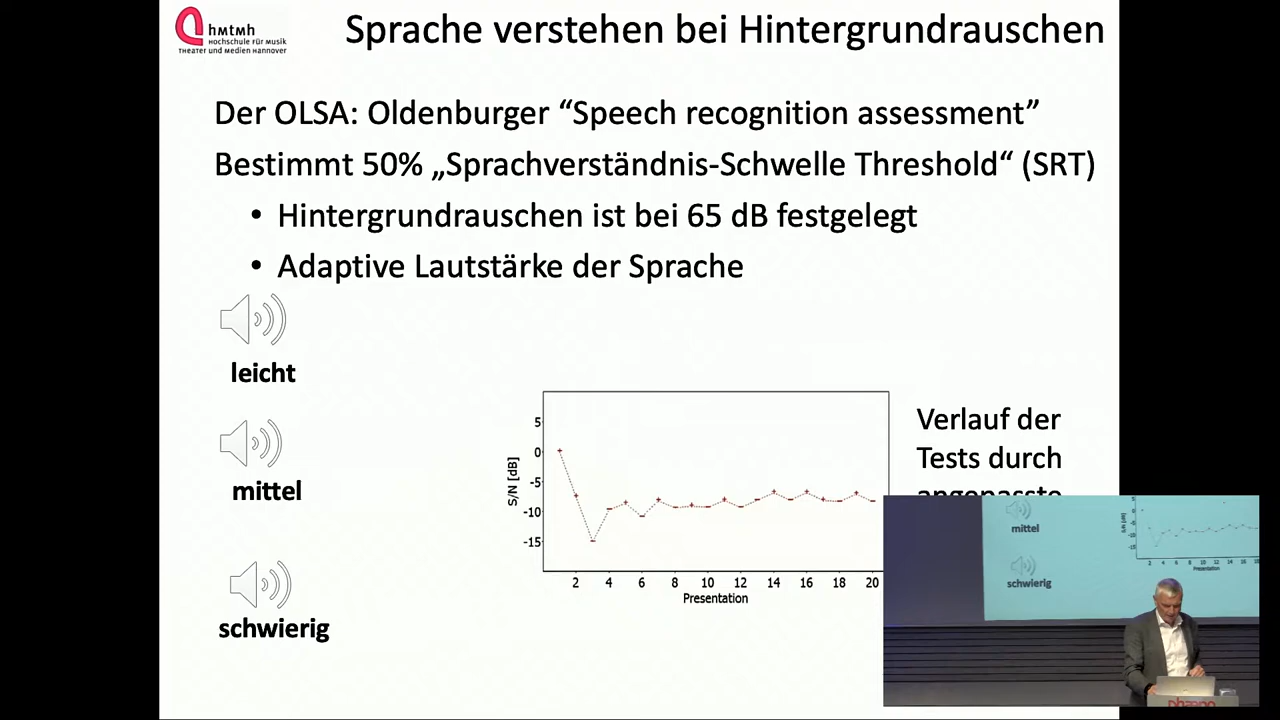 hmtmh
Hochschule für Musik
Theater und Medien Hannover
Sprache verstehen bei Hintergrundrauschen
Der OLSA: Oldenburger “Speech recognition assessment”
Bestimmt 50% „Sprachverständnis-Schwelle Threshold“ (SRT)
• Hintergrundrauschen ist bei 65 dB festgelegt
• Adaptive Lautstärke der Sprache
leicht
mittel
schwierig
S/N [dB]
5
0
-5
-10
-15
2 4 6 8 10 12 14 16 18 20
Presentation
Verlauf der
Tests durch
angepasste
mittel
schwierig
Presentation
phaeno